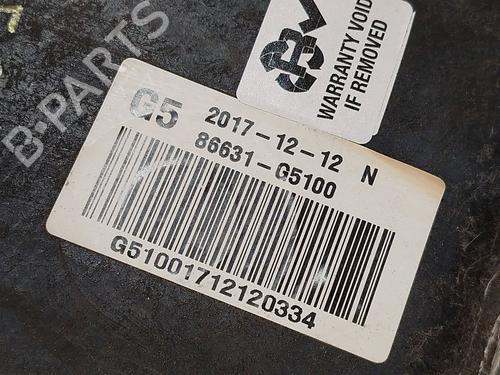 WARRANTY VOID
IF REMOVED
G5 2017-12-12 N
86631-G5100
G51001712120334
B-PARTS